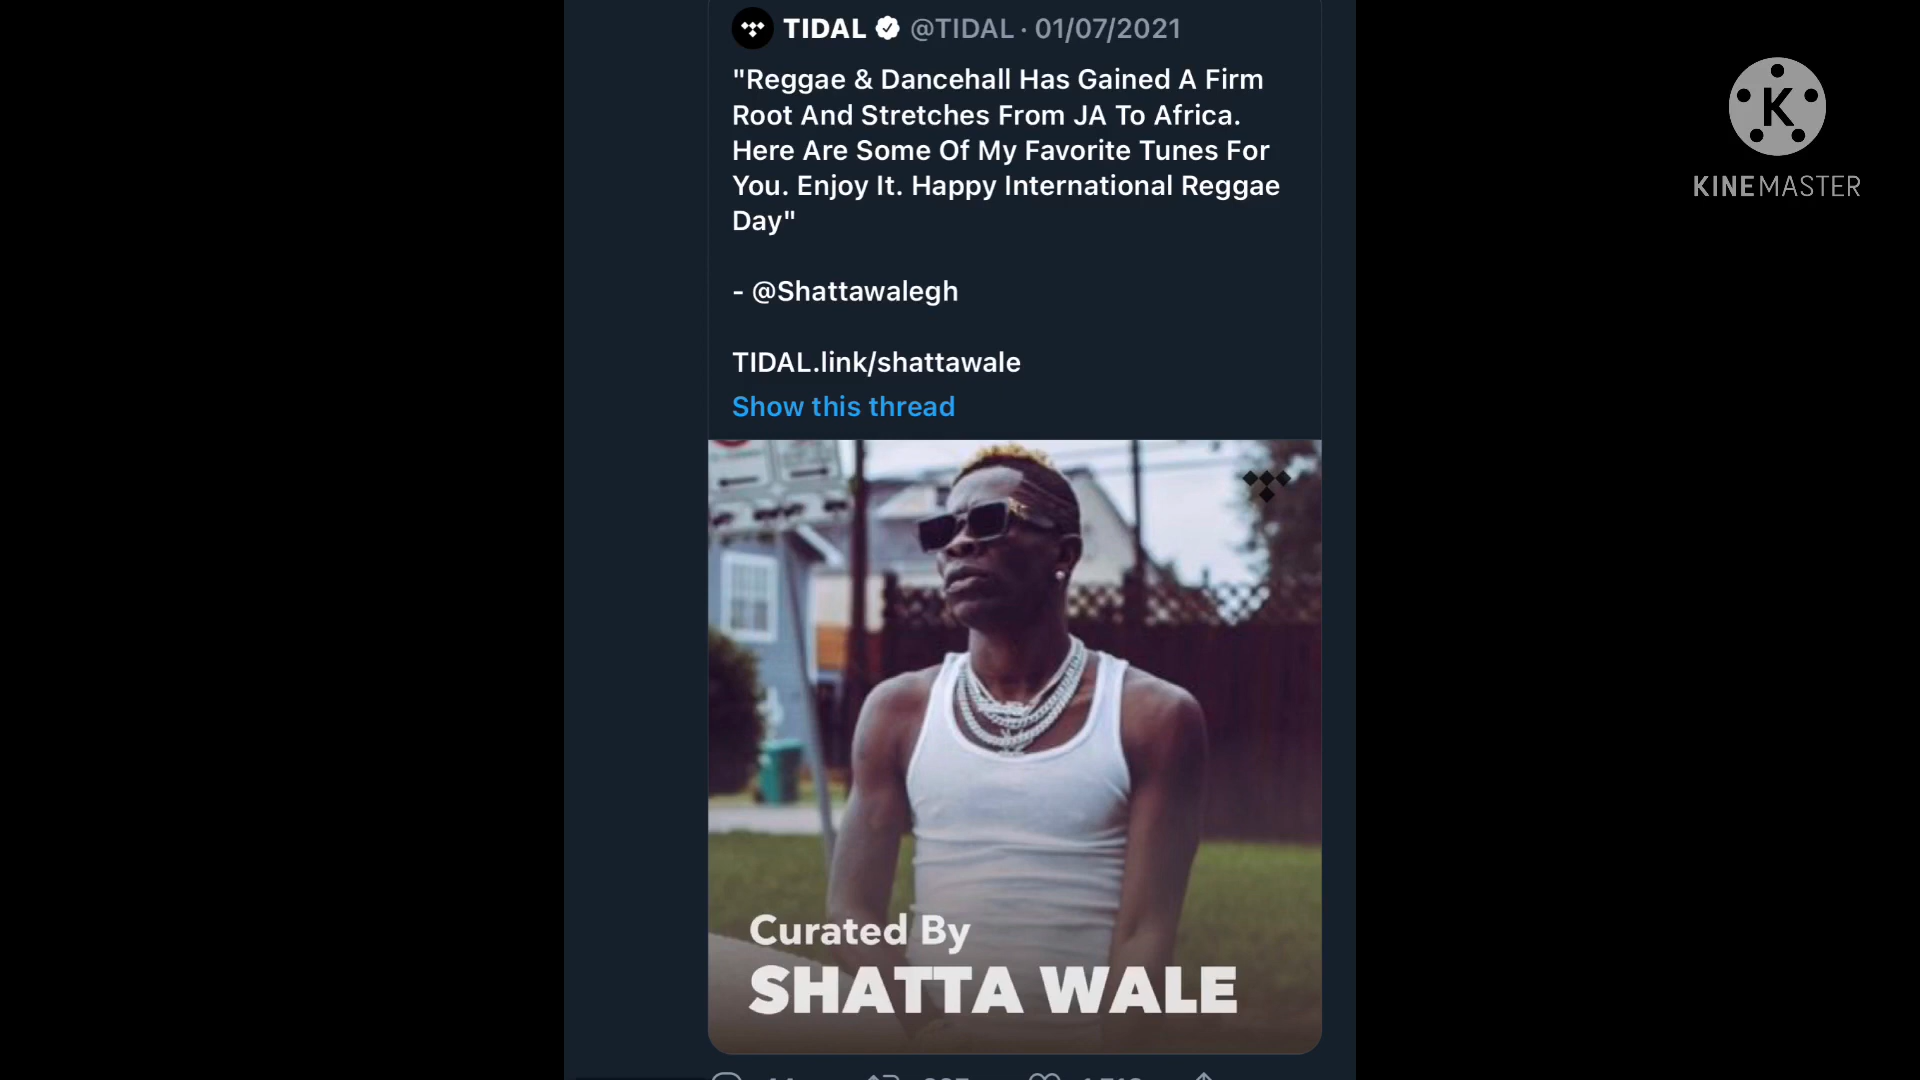 TIDAL @TIDAL · 01/07/2021
"Reggae & Dancehall Has Gained A Firm
Root And Stretches From JA To Africa.
Here Are Some Of My Favorite Tunes For
You. Enjoy It. Happy International Reggae
Day"
- @Shattawalegh
TIDAL.link/shattawale
Show this thread
Curated By
SHATTA WALE
K
KINEMASTER